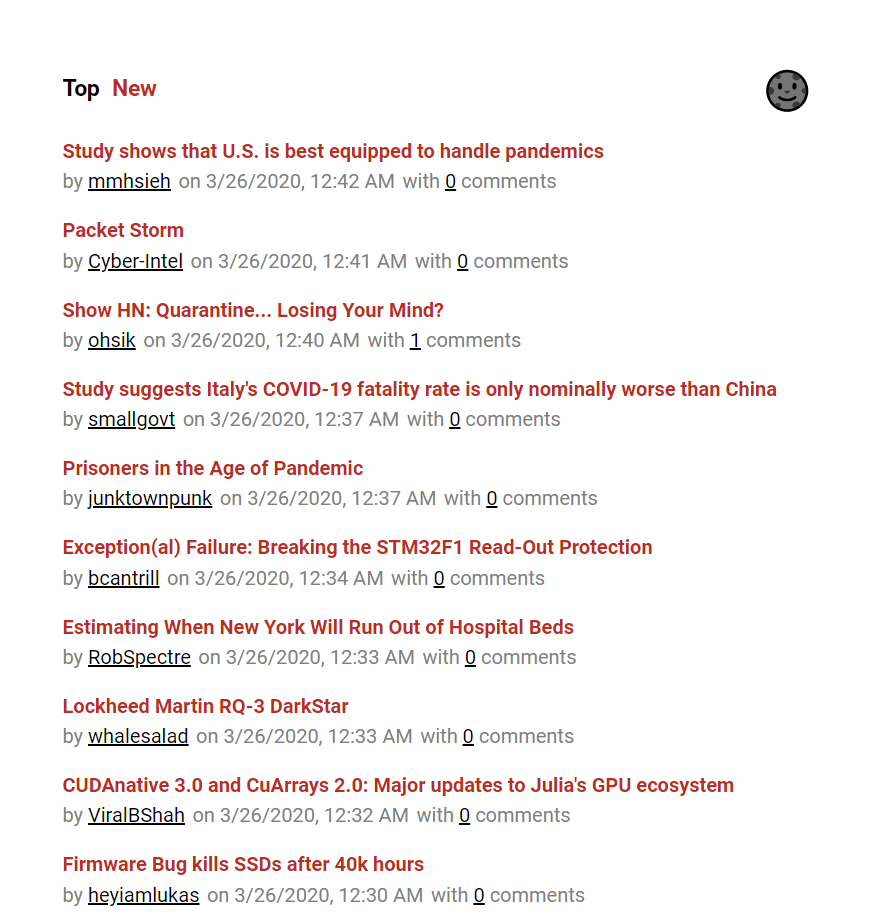 Top New
Study shows that U.S. is best equipped to handle pandemics
by mmhsieh on 3/26/2020, 12:42 AM with 0 comments
Packet Storm
by Cyber-Intel on 3/26/2020, 12:41 AM with 0 comments
Show HN: Quarantine... Losing Your Mind?
by ohsik on 3/26/2020, 12:40 AM with 1 comments
Study suggests Italy's COVID-19 fatality rate is only nominally worse than China
by smallgovt on 3/26/2020, 12:37 AM with 0 comments
Prisoners in the Age of Pandemic
by junktownpunk on 3/26/2020, 12:37 AM with 0 comments
Exception(al) Failure: Breaking the STM32F1 Read-Out Protection
by bcantrill on 3/26/2020, 12:34 AM with 0 comments
Estimating When New York Will Run Out of Hospital Beds
by RobSpectre on 3/26/2020, 12:33 AM with 0 comments
Lockheed Martin RQ-3 DarkStar
by whalesalad on 3/26/2020, 12:33 AM with 0 comments
CUDAnative 3.0 and CuArrays 2.0: Major updates to Julia's GPU ecosystem
by ViralBShah on 3/26/2020, 12:32 AM with 0 comments
Firmware Bug kills SSDs after 40k hours
by heyiamlukas on 3/26/2020, 12:30 AM with 0 comments